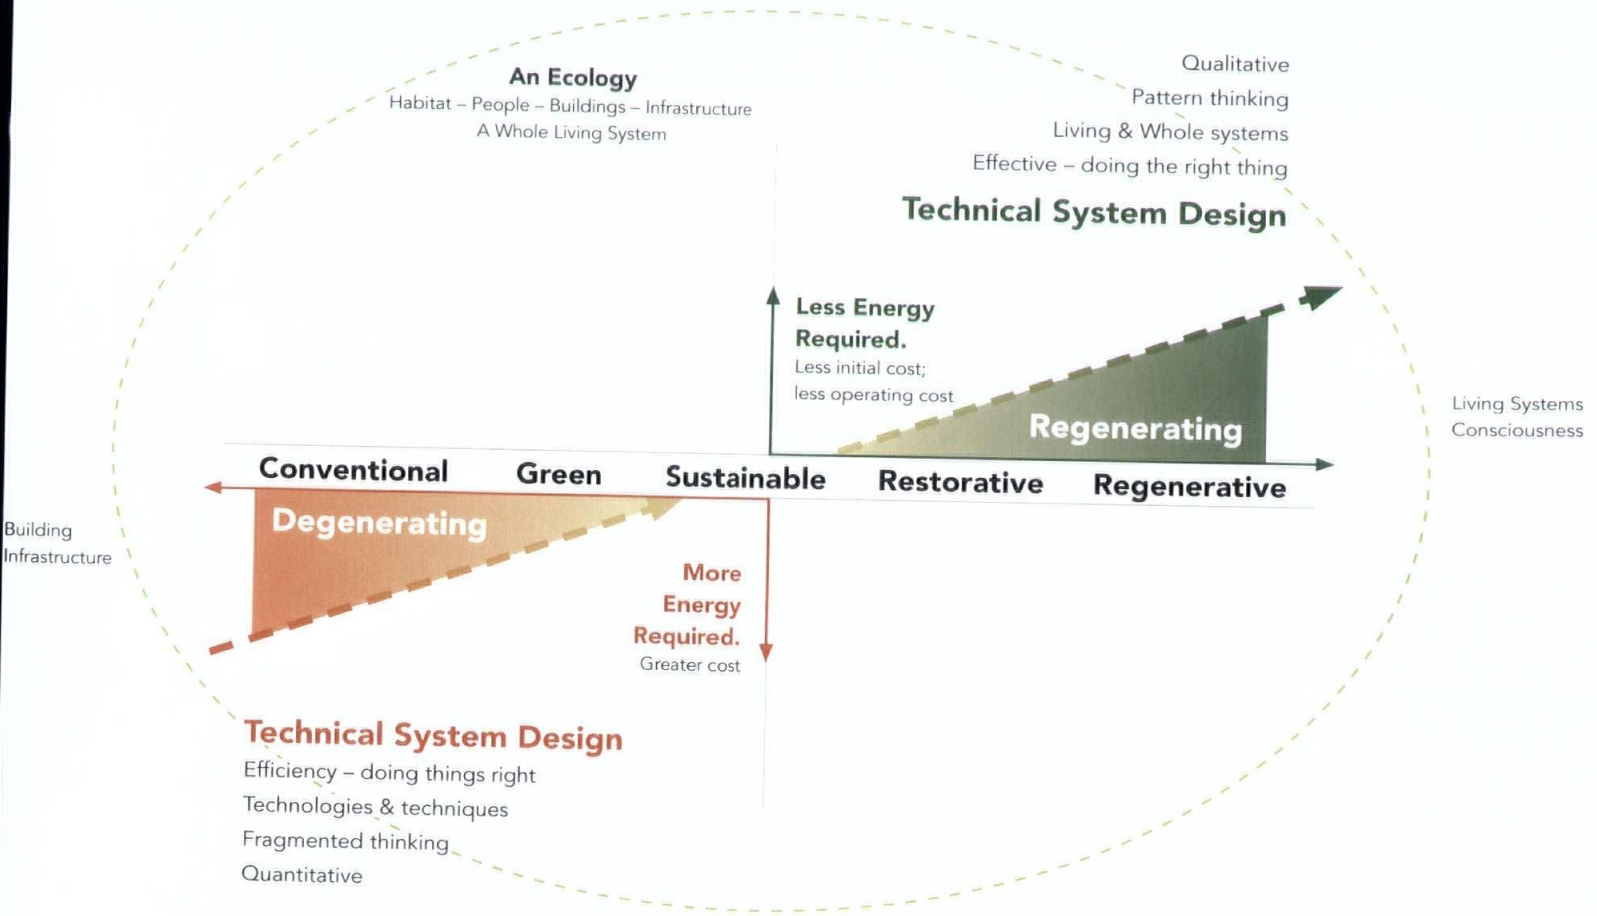 An Ecology
Habitat – People – Buildings – Infrastructure
A Whole Living System
Qualitative
Pattern thinking
Living & Whole systems
Effective – doing the right thing
Technical System Design
Less Energy
Required.
Less initial cost;
less operating cost
Regenerating
Living Systems
Consciousness
Conventional Green Sustainable Restorative Regenerative
Degenerating
Building
Infrastructure
More
Energy
Required.
Greater cost
Technical System Design
Efficiency – doing things right
Technologies & techniques
Fragmented thinking
Quantitative